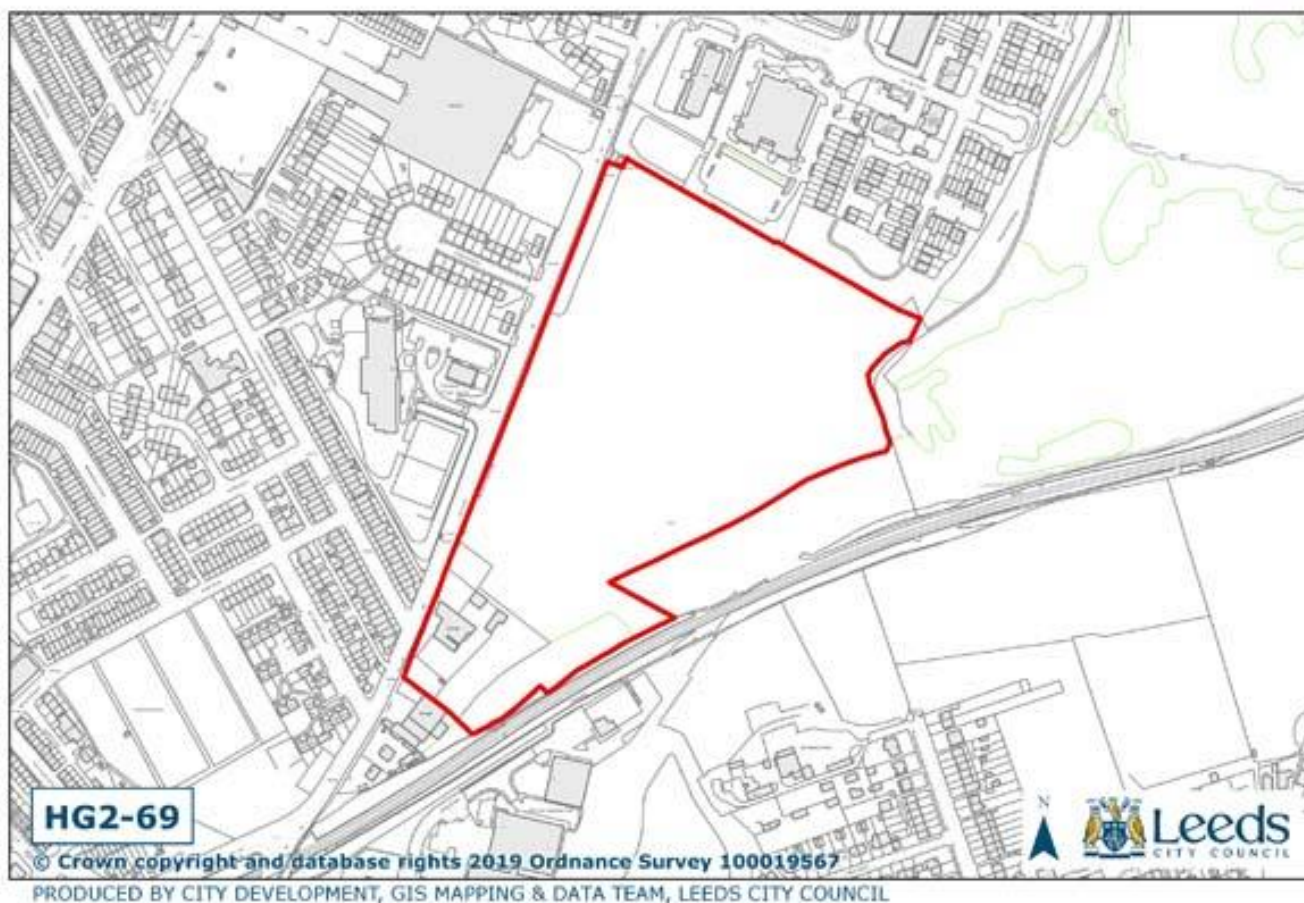 HG2-69
© Crown copyright and database rights 2019 Ordnance Survey 100019567
N
Leeds
CITY COUNCIL
PRODUCED BY CITY DEVELOPMENT, GIS MAPPING & DATA TEAM, LEEDS CITY COUNCIL